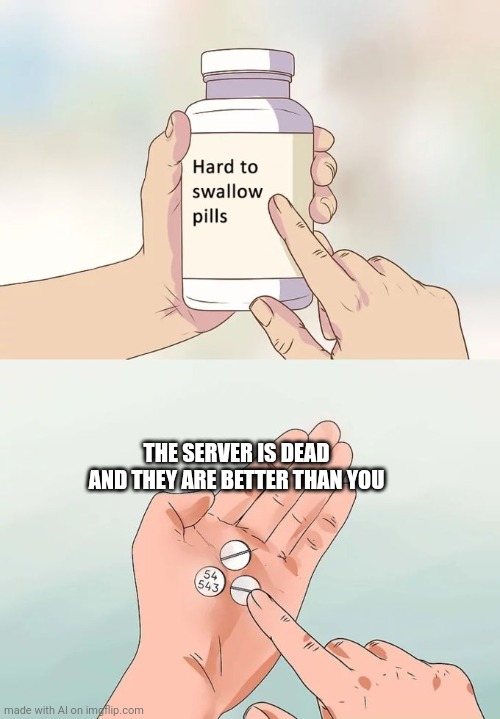 Hard to
swallow
pills
THE SERVER IS DEAD
AND THEY ARE BETTER THAN YOU
54
543
made with AI on imgflip.com